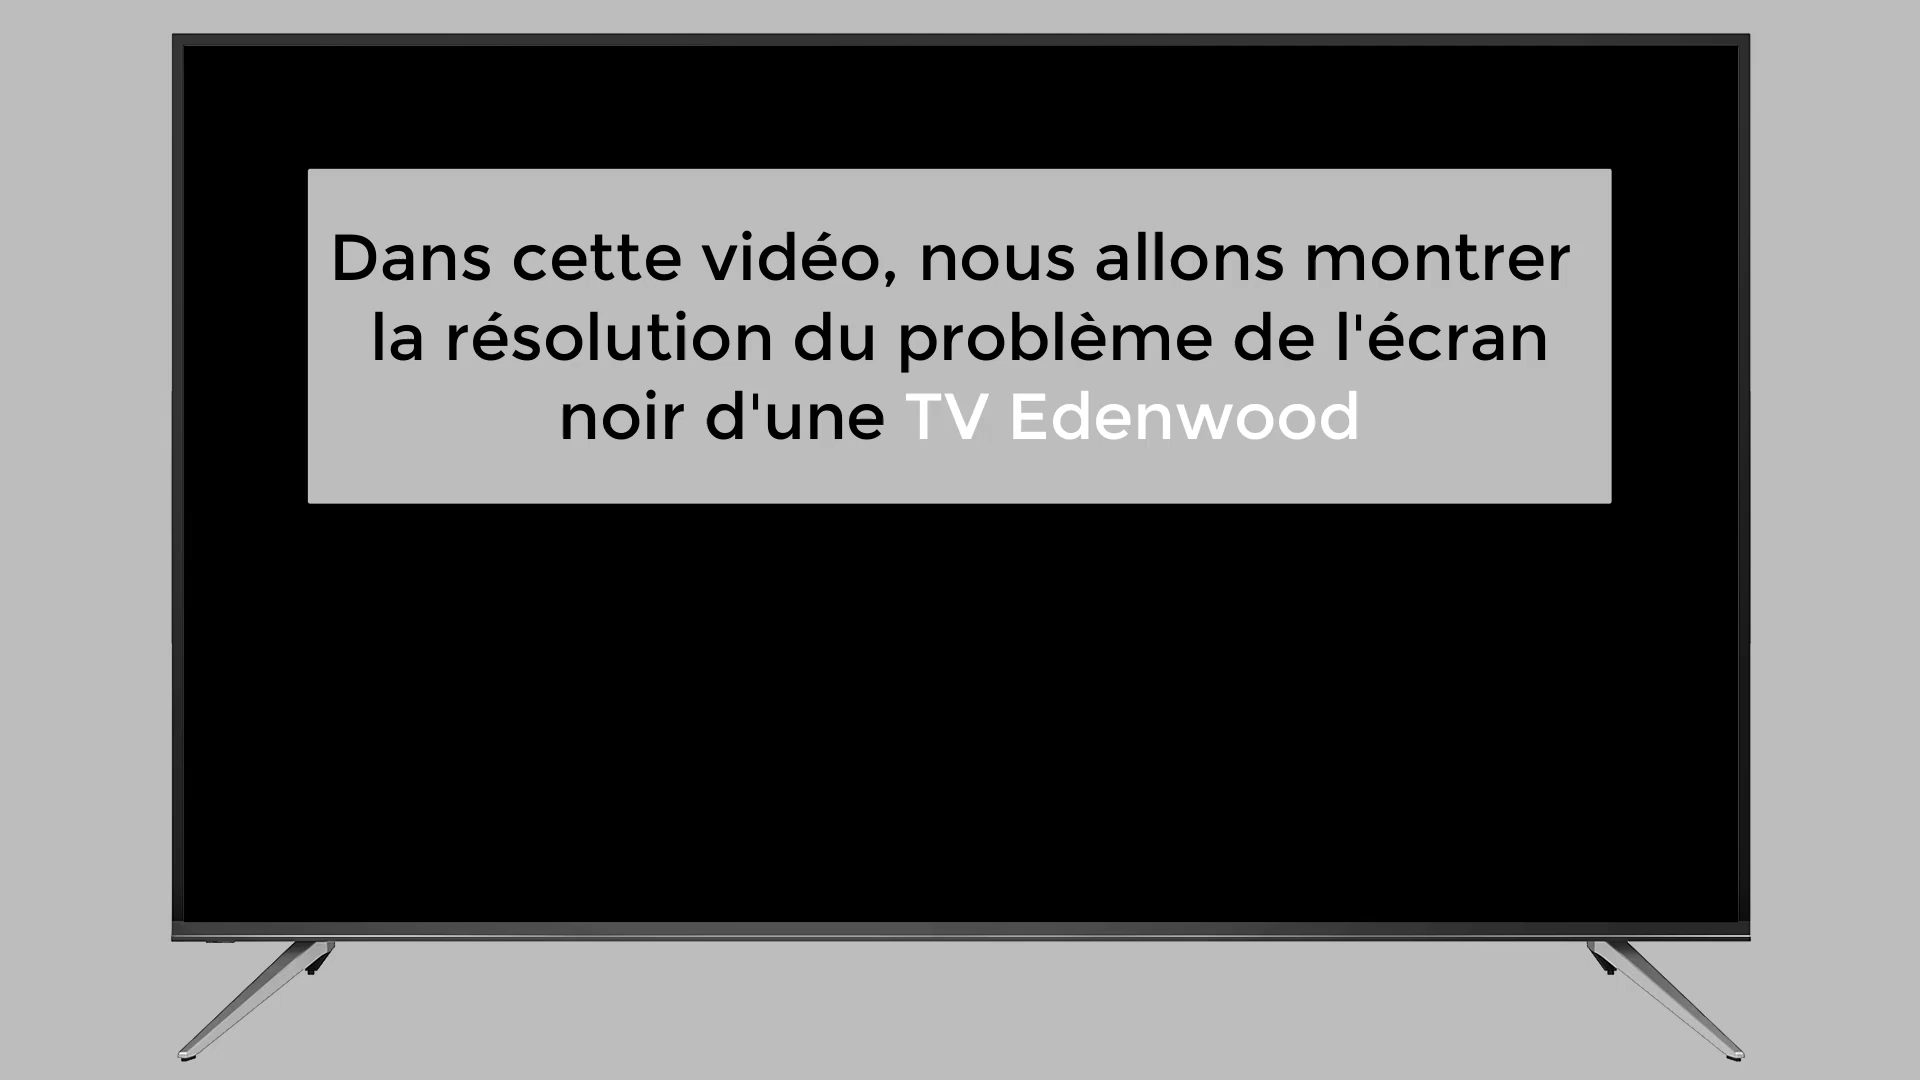 Dans cette vidéo, nous allons montrer
la résolution du problème de l'écran
noir d'une TV Edenwood